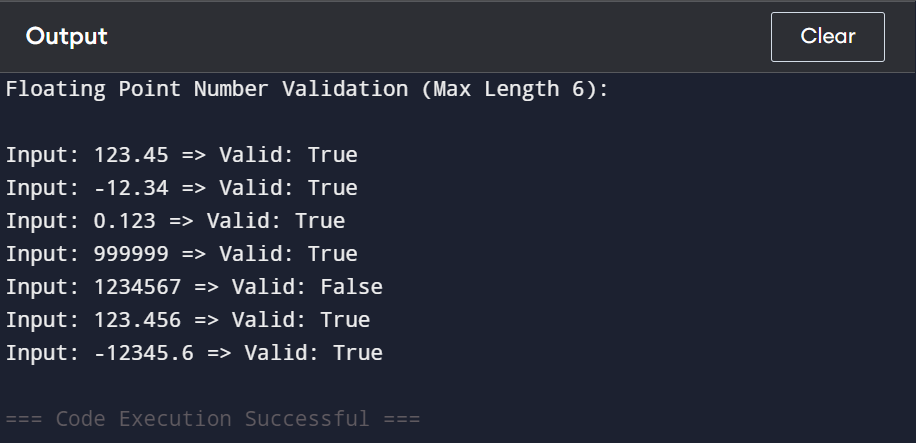 Output
Clear
Floating Point Number Validation (Max Length 6):
Input: 123.45 => Valid: True
Input: -12.34 => Valid: True
Input: 0.123 => Valid: True
Input: 999999 => Valid: True
Input: 1234567 => Valid: False
Input: 123.456 => Valid: True
Input: -12345.6 => Valid: True
=== Code Execution Successful ===